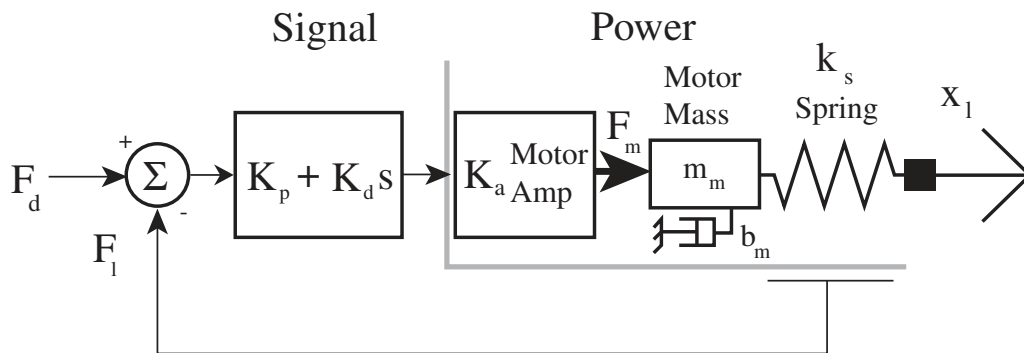 Signal
Power
k_s
Spring
x_l
Motor
Mass
F_m
F_d
+
Σ
-
K_p + K_d s
K_a
Motor
Amp
m_m
b_m
F_l